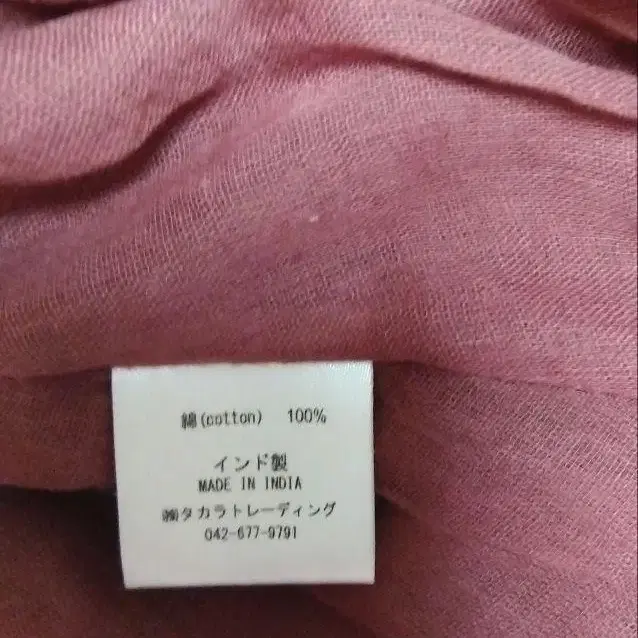 綿(cotton) 100%
インド製
MADE IN INDIA
㈱タカラトレーディング
042-677-9791